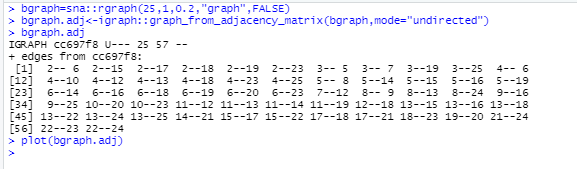 > bgraph=sna::rgraph(25,1,0.2,"graph",FALSE)
> bgraph.adj<-igraph::graph_from_adjacency_matrix(bgraph,mode="undirected")
> bgraph.adj
IGRAPH cc697f8 U--- 25 57 --
+ edges from cc697f8:
[1] 2-- 6 2--15 2--17 2--18 2--19 2--23 3-- 5 3-- 7 3--19 3--25 4-- 6
[12] 4--10 4--12 4--13 4--18 4--23 4--25 5-- 8 5--14 5--15 5--16 5--19
[23] 6--14 6--16 6--18 6--19 6--20 6--23 7--12 8-- 9 8--13 8--24 9--16
[34] 9--25 10--20 10--23 11--12 11--13 11--14 11--19 12--18 13--15 13--16 13--18
[45] 13--22 13--24 13--25 14--21 15--17 15--22 17--18 17--21 18--23 19--20 21--24
[56] 22--23 22--24
> plot(bgraph.adj)
>